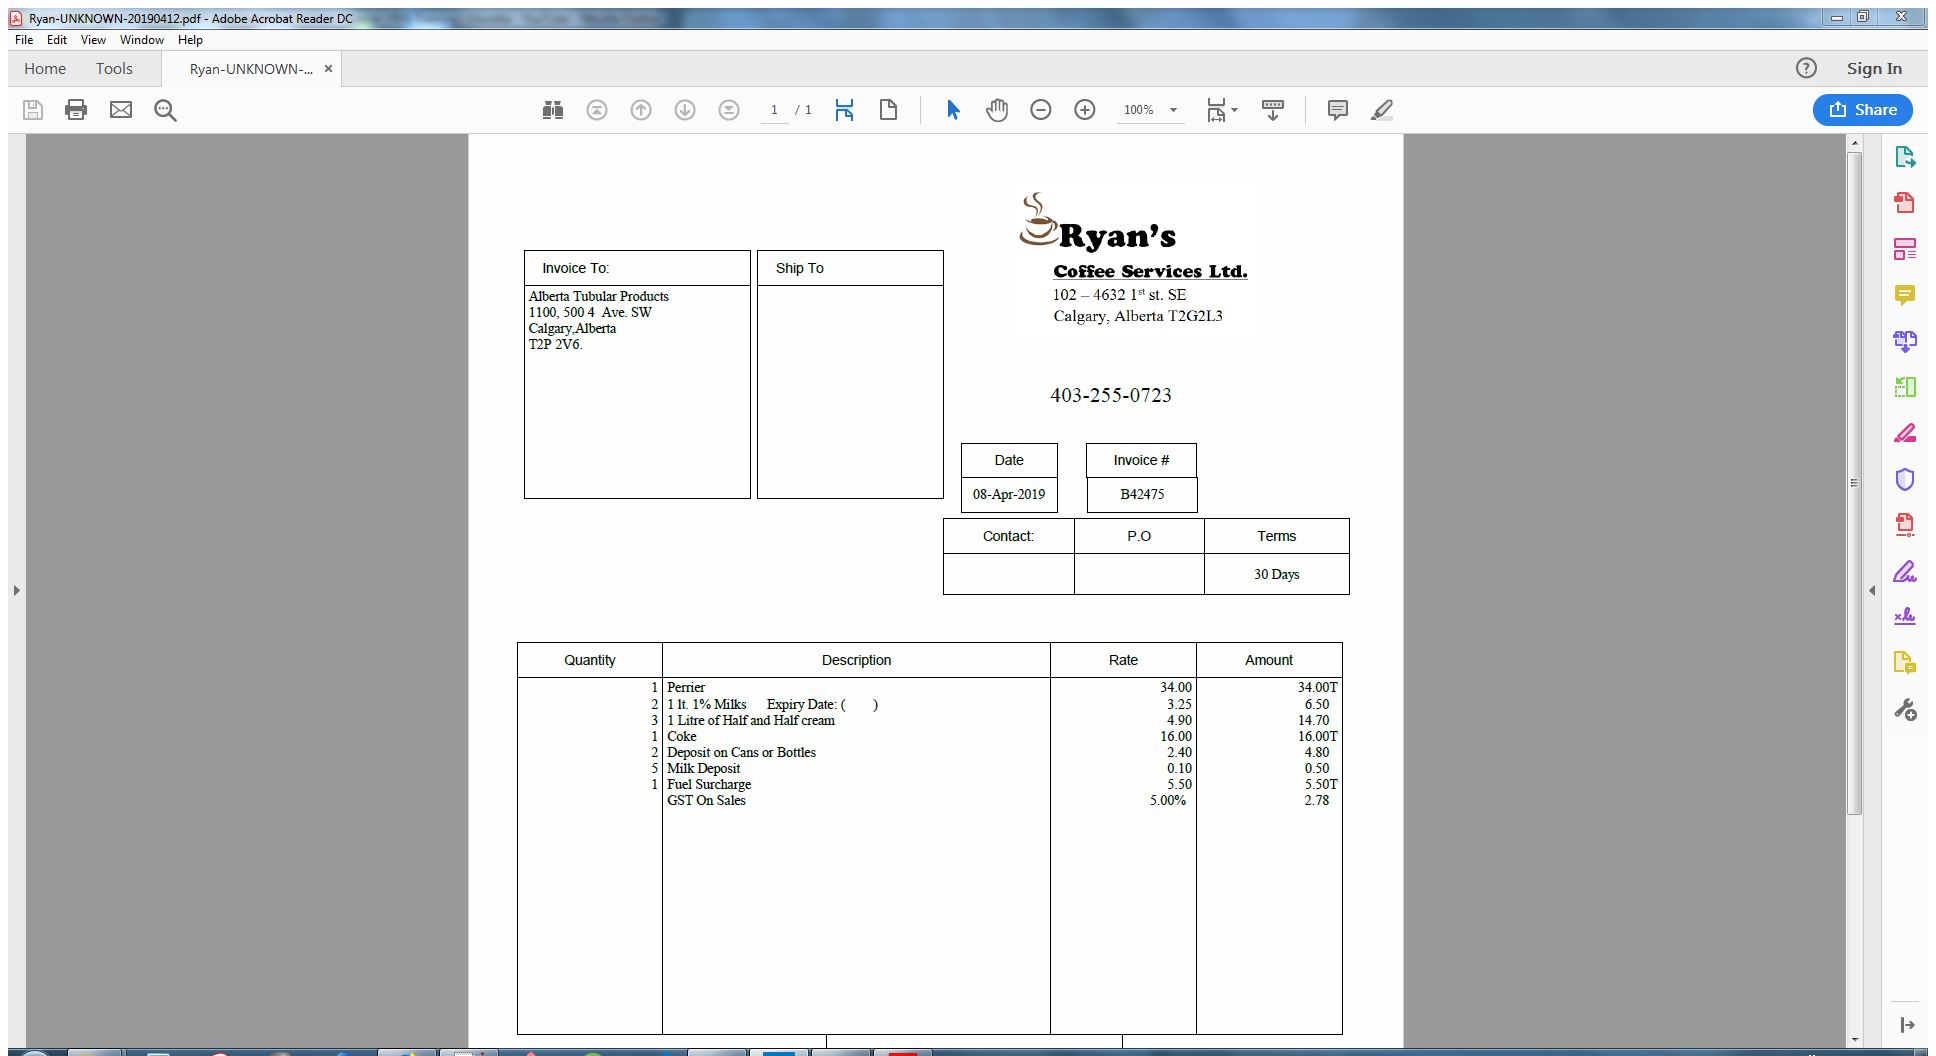 Ryan-UNKNOWN-20190412.pdf - Adobe Acrobat Reader DC
File Edit View Window Help
Home Tools Ryan-UNKNOWN-... × Sign In
1 / 1 100% Share
Ryan's
Coffee Services Ltd.
102 – 4632 1st st. SE
Calgary, Alberta T2G2L3
403-255-0723
Invoice To: Ship To
Alberta Tubular Products
1100, 500 4 Ave. SW
Calgary,Alberta
T2P 2V6.
Date Invoice #
08-Apr-2019 B42475
Contact: P.O Terms
30 Days
Quantity Description Rate Amount
1 Perrier 34.00 34.00T
2 1 lt. 1% Milks Expiry Date: ( ) 3.25 6.50
3 1 Litre of Half and Half cream 4.90 14.70
1 Coke 16.00 16.00T
2 Deposit on Cans or Bottles 2.40 4.80
5 Milk Deposit 0.10 0.50
1 Fuel Surcharge 5.50 5.50T
GST On Sales 5.00% 2.78